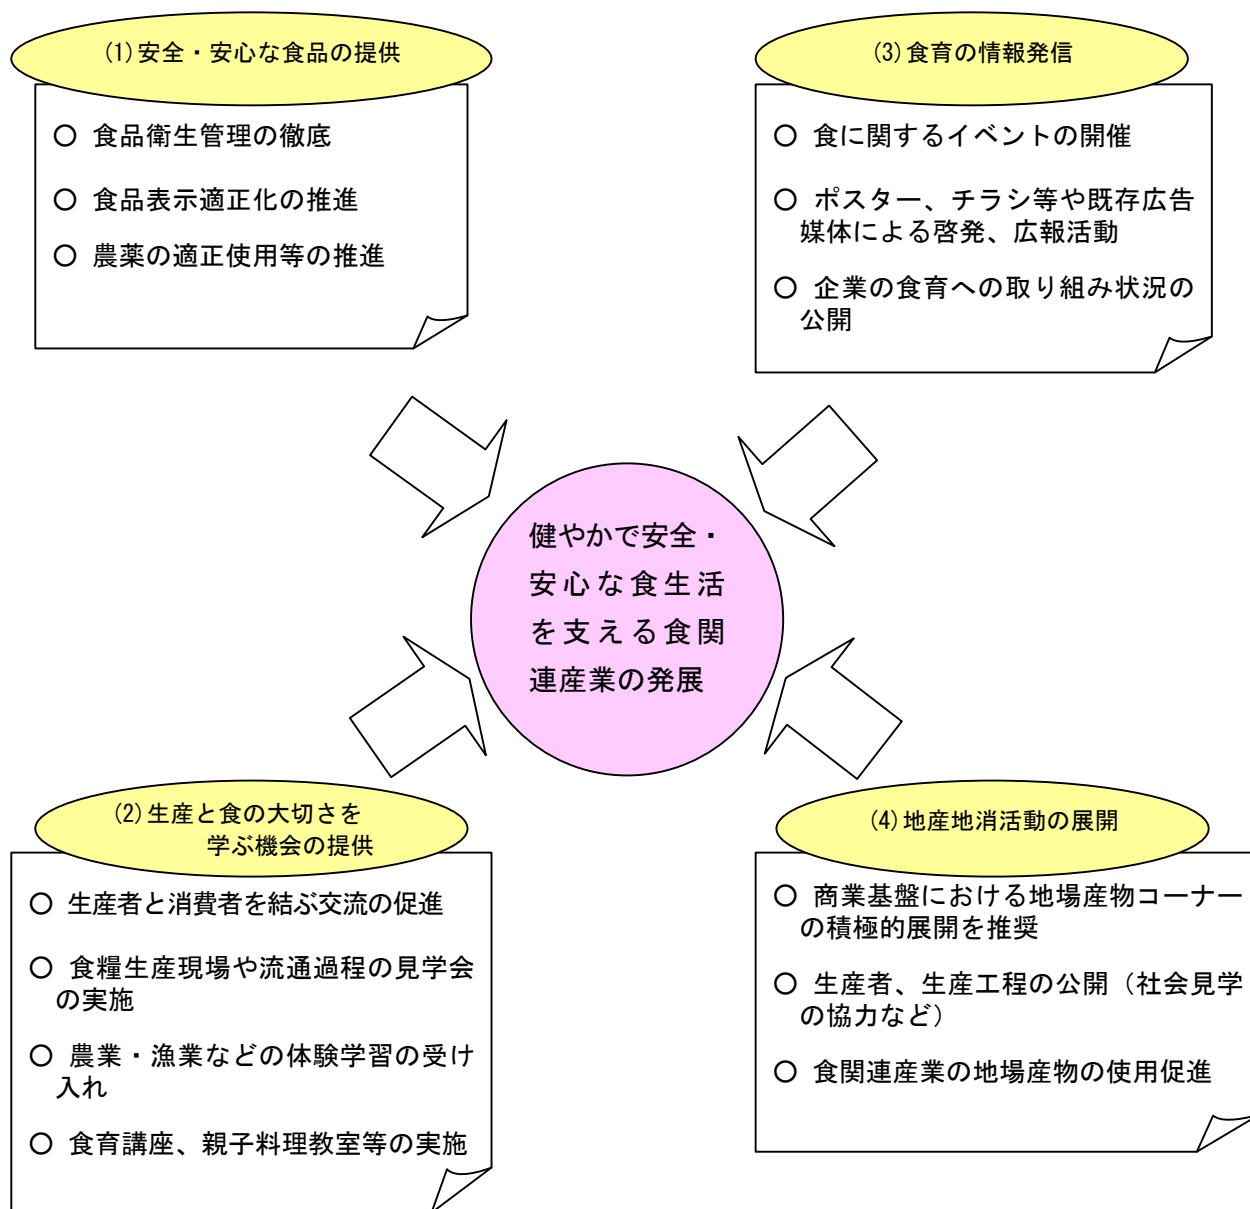 (1)安全・安心な食品の提供
〇 食品衛生管理の徹底
〇 食品表示適正化の推進
〇 農薬の適正使用等の推進
(3)食育の情報発信
〇 食に関するイベントの開催
〇 ポスター、チラシ等や既存広告
媒体による啓発、広報活動
〇 企業の食育への取り組み状況の
公開
健やかで安全・
安心な食生活
を支える食関
連産業の発展
(2)生産と食の大切さを
学ぶ機会の提供
〇 生産者と消費者を結ぶ交流の促進
〇 食糧生産現場や流通過程の見学会
の実施
〇 農業・漁業などの体験学習の受け
入れ
〇 食育講座、親子料理教室等の実施
(4)地産地消活動の展開
〇 商業基盤における地場産物コーナー
の積極的展開を推奨
〇 生産者、生産工程の公開（社会見学
の協力など）
〇 食関連産業の地場産物の使用促進